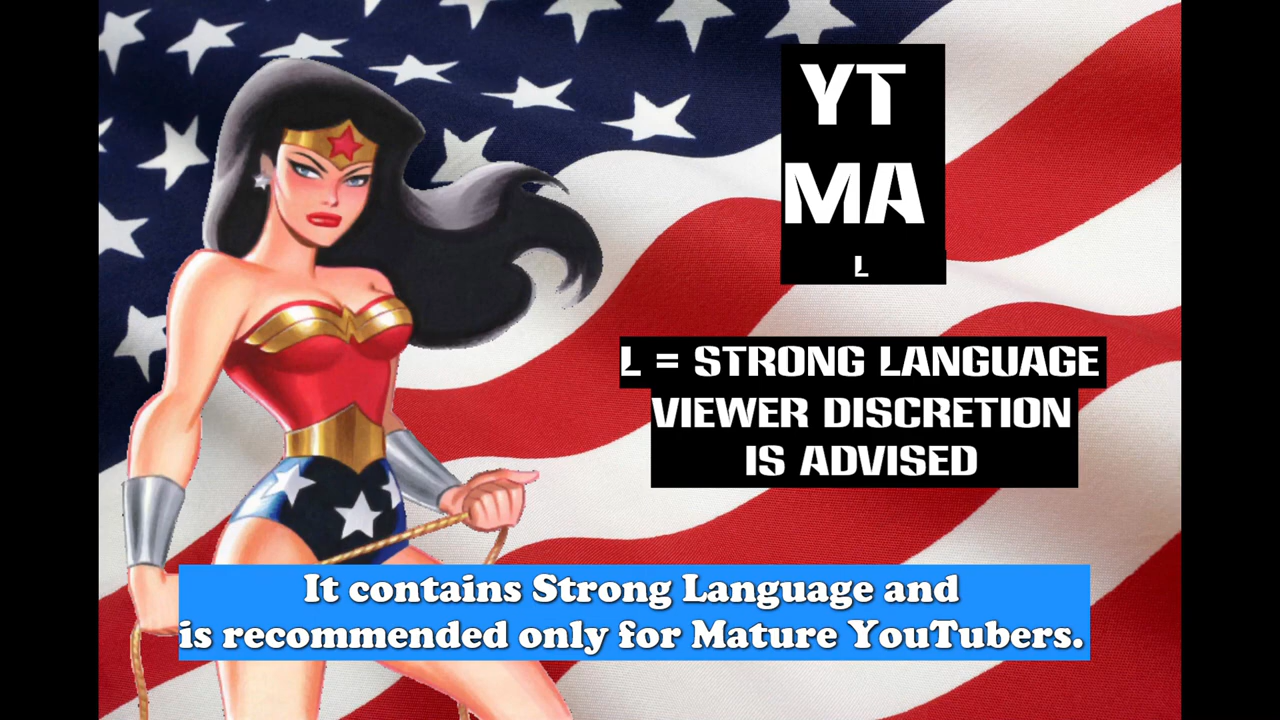 YT
MA
L
L = STRONG LANGUAGE
VIEWER DISCRETION
IS ADVISED
It contains Strong Language and
is recommended only for Mature YouTubers.